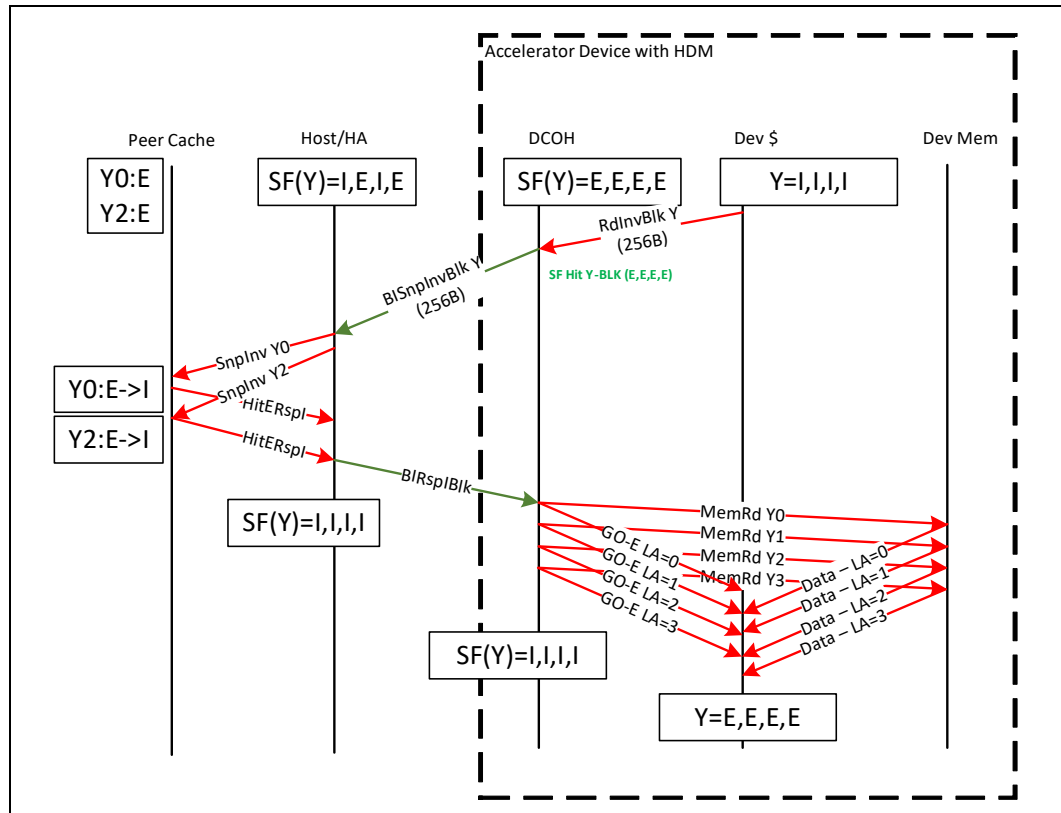 Accelerator Device with HDM
Peer Cache
Host/HA
DCOH
Dev $
Dev Mem
Y0:E
Y2:E
SF(Y)=I,E,I,E
SF(Y)=E,E,E,E
Y=I,I,I,I
RdInvBlk Y
(256B)
SF Hit Y-BLK (E,E,E,E)
BISnpInvBlk Y
(256B)
SnpInv Y0
SnpInv Y2
Y0:E->I
HitERspI
Y2:E->I
HitERspI
BIRspIBlk
SF(Y)=I,I,I,I
MemRd Y0
MemRd Y1
MemRd Y2
MemRd Y3
GO-E LA=0
GO-E LA=1
GO-E LA=2
GO-E LA=3
Data – LA=0
Data – LA=1
Data – LA=2
Data – LA=3
SF(Y)=I,I,I,I
Y=E,E,E,E